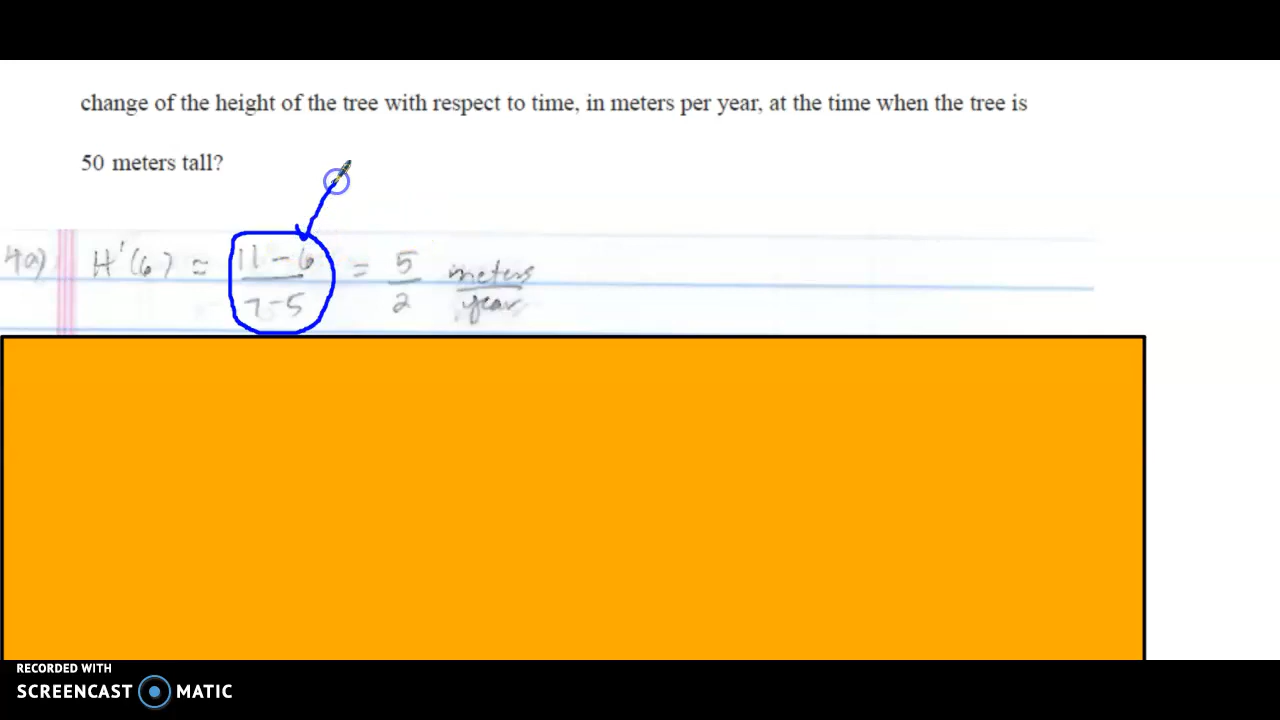 change of the height of the tree with respect to time, in meters per year, at the time when the tree is
50 meters tall?
4a) H'(6) ≈ 11-6 / 7-5 = 5/2 meters/year
RECORDED WITH
SCREENCAST MATIC